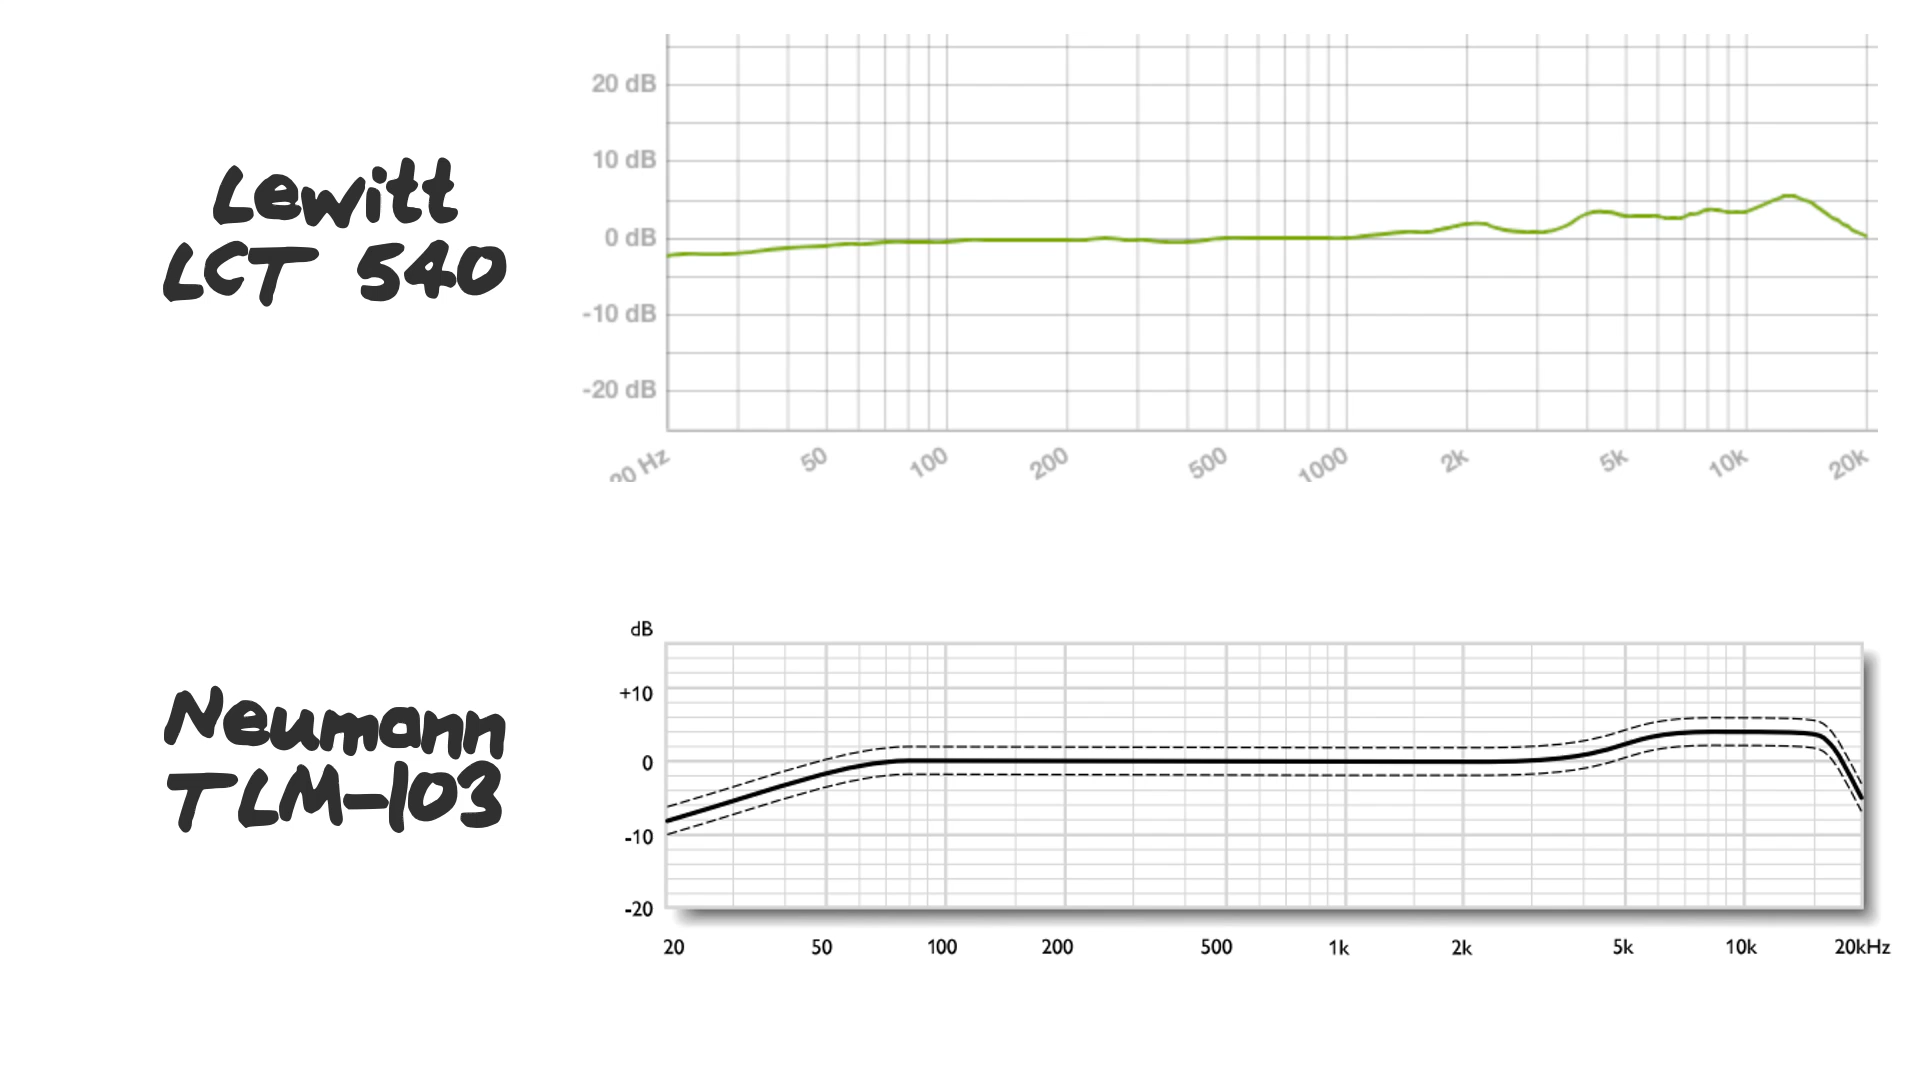 Lewitt
LCT 540
20 dB
10 dB
0 dB
-10 dB
-20 dB
20 Hz 50 100 200 500 1000 2k 5k 10k 20k
Neumann
TLM-103
dB
+10
0
-10
-20
20 50 100 200 500 1k 2k 5k 10k 20kHz